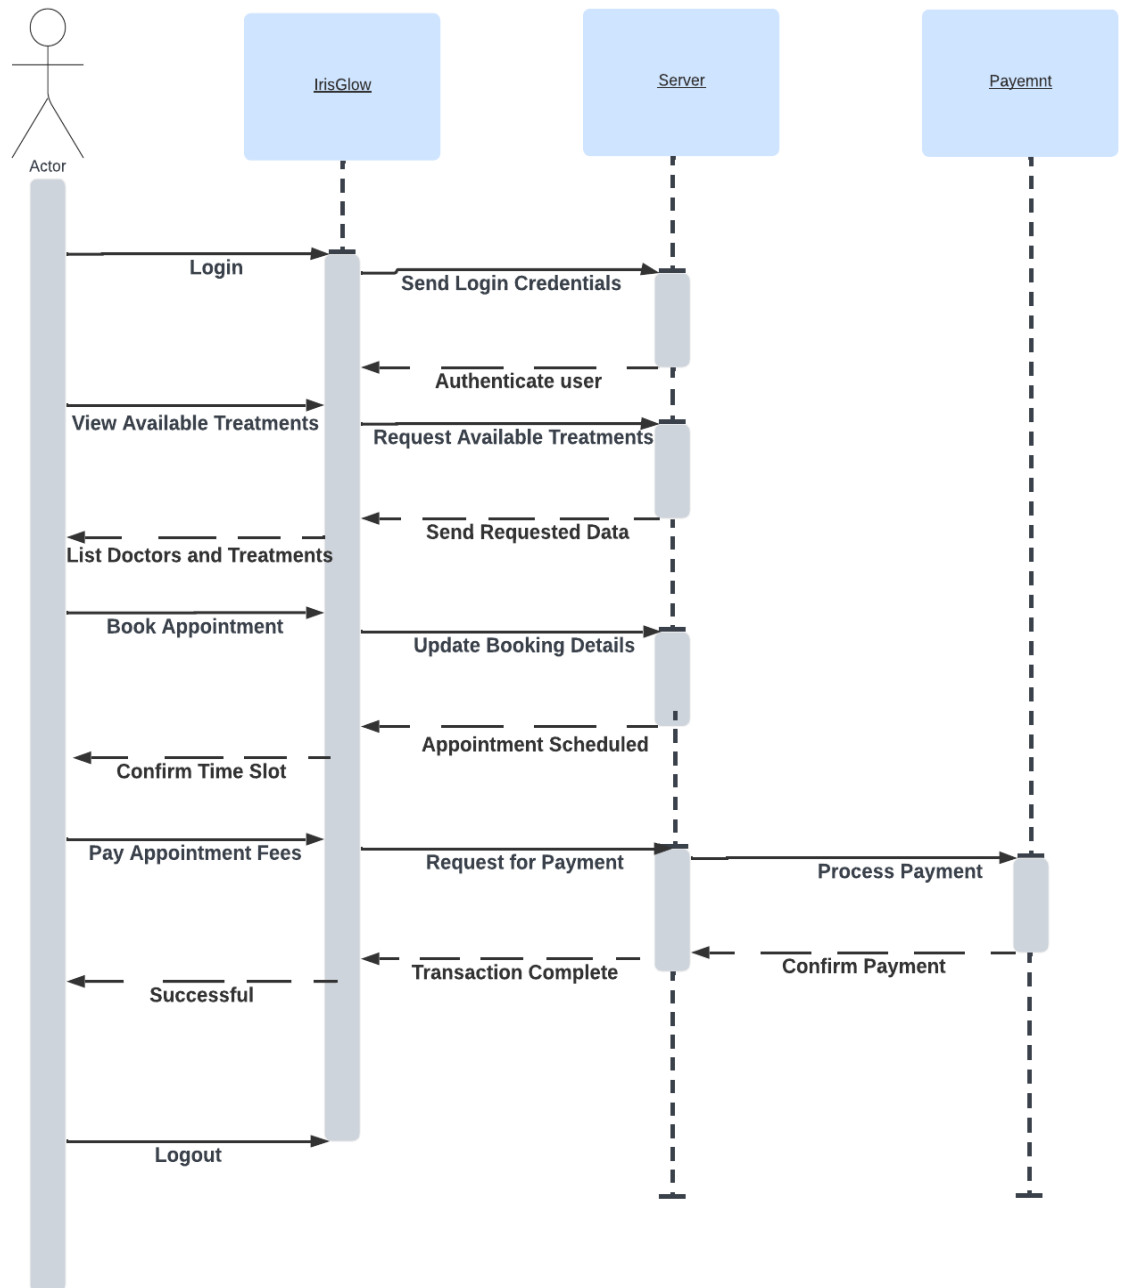 IrisGlow
Server
Payemnt
Actor
Login
Send Login Credentials
Authenticate user
View Available Treatments
Request Available Treatments
Send Requested Data
List Doctors and Treatments
Book Appointment
Update Booking Details
Appointment Scheduled
Confirm Time Slot
Pay Appointment Fees
Request for Payment
Process Payment
Confirm Payment
Transaction Complete
Successful
Logout